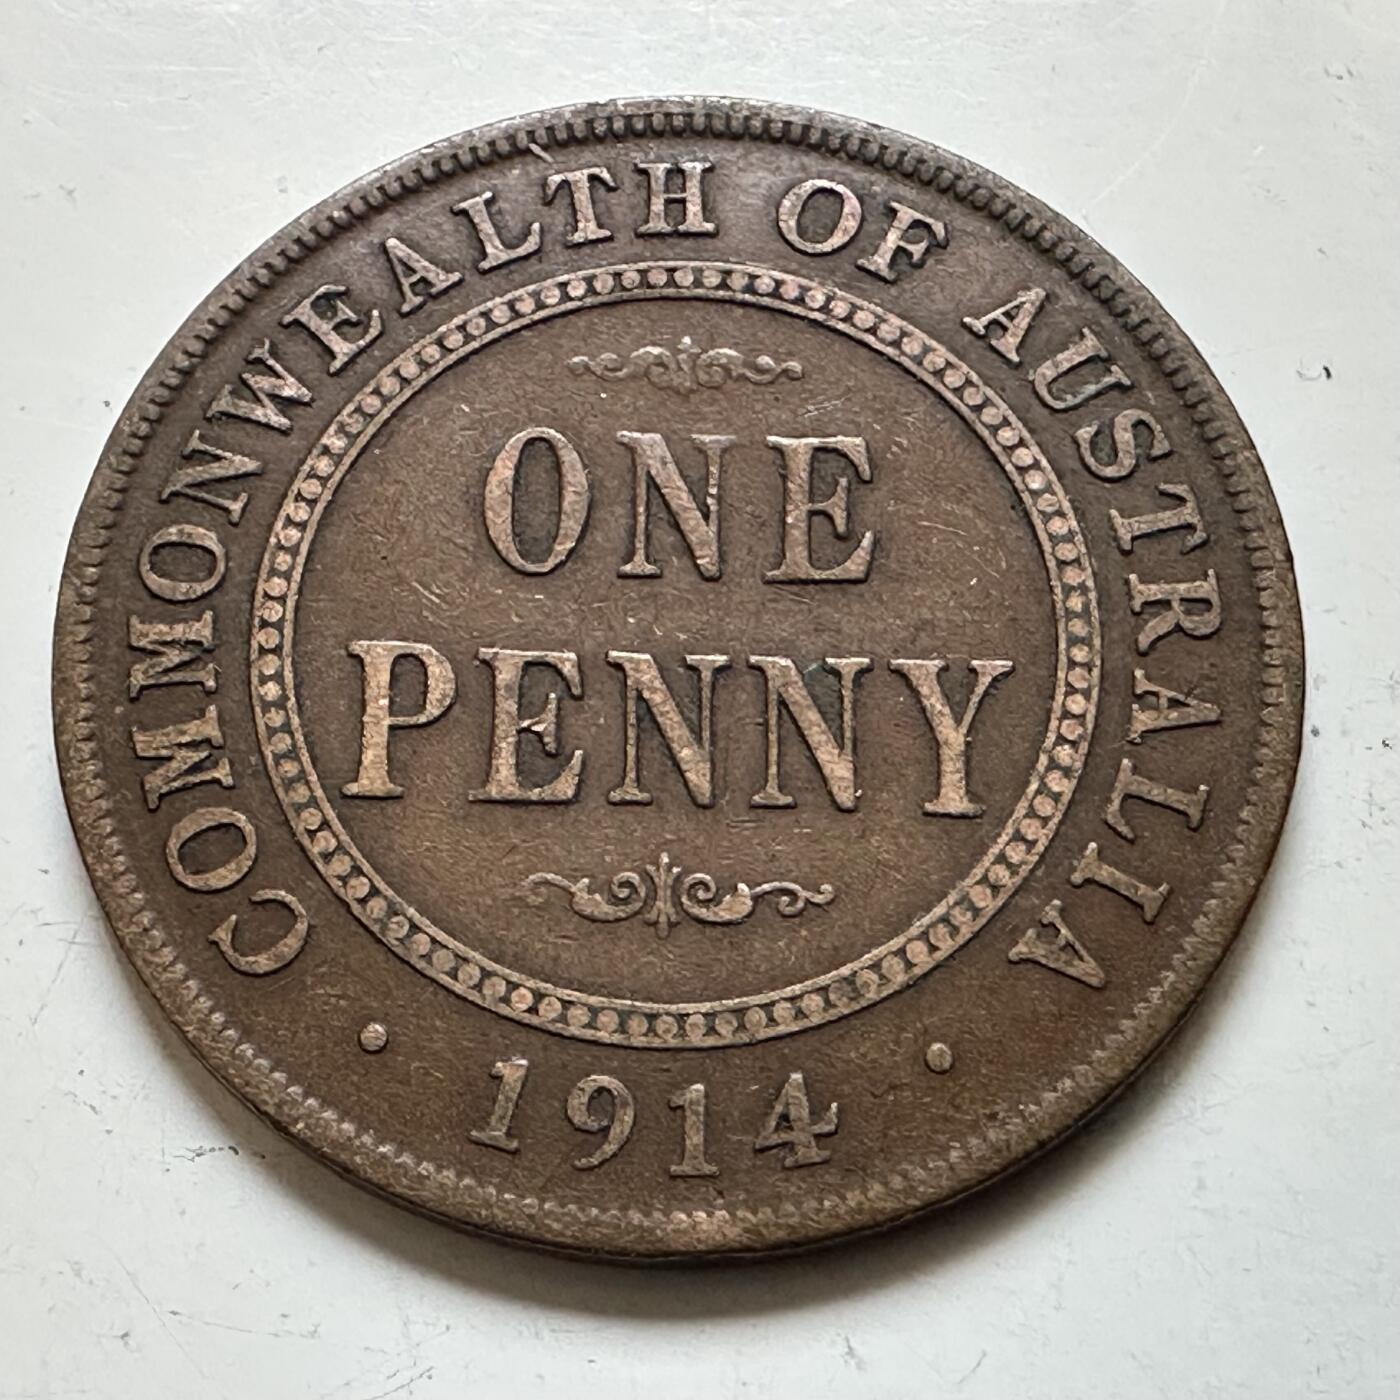 COMMONWEALTH OF AUSTRALIA
ONE
PENNY
· 1914 ·